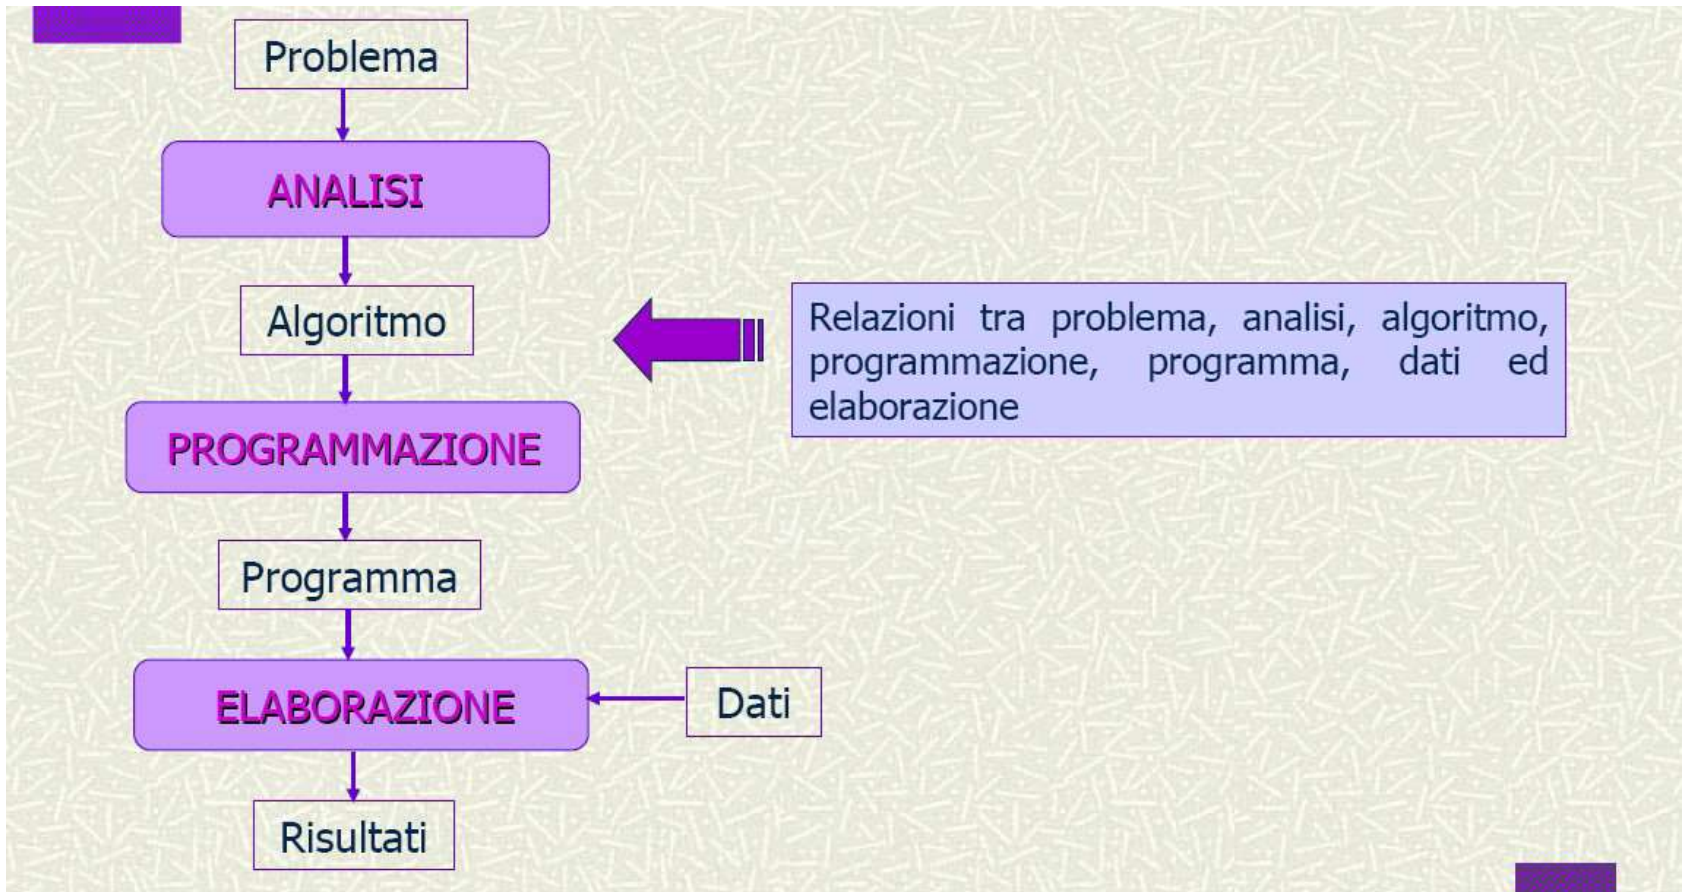 Problema
ANALISI
Algoritmo
Relazioni tra problema, analisi, algoritmo,
programmazione, programma, dati ed
elaborazione
PROGRAMMAZIONE
Programma
ELABORAZIONE
Dati
Risultati